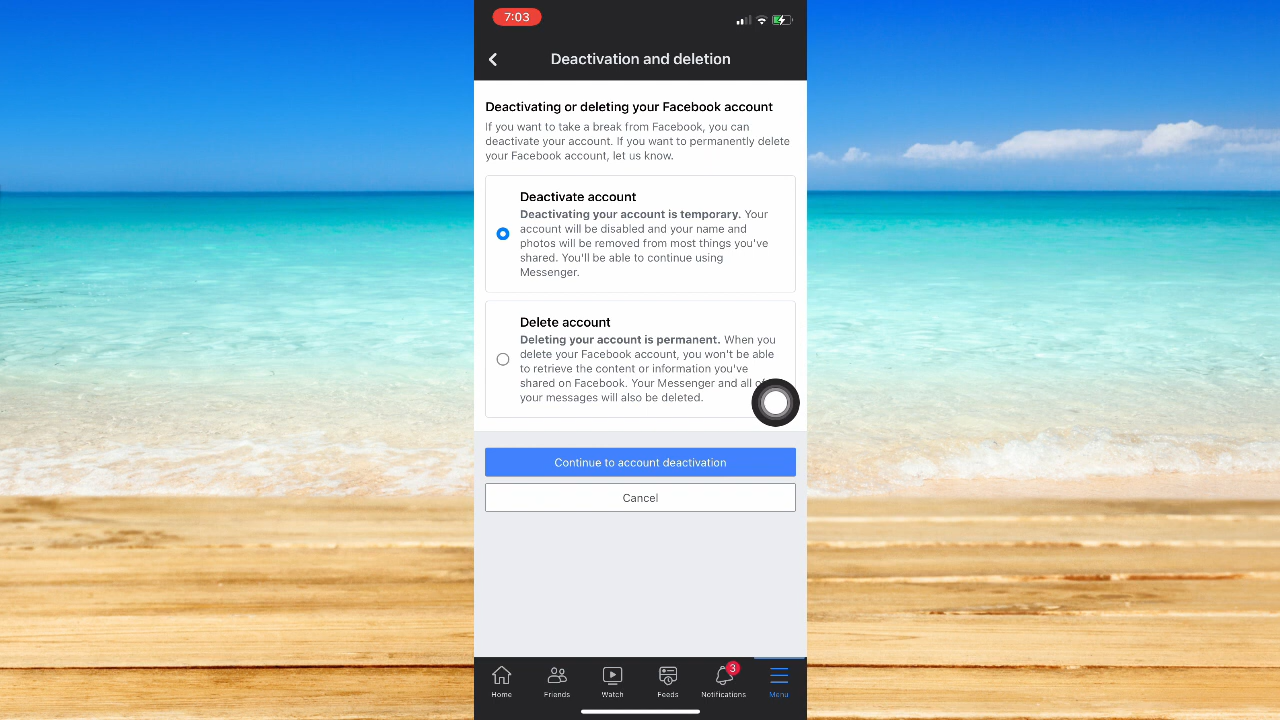 7:03
Deactivation and deletion
Deactivating or deleting your Facebook account
If you want to take a break from Facebook, you can
deactivate your account. If you want to permanently delete
your Facebook account, let us know.
Deactivate account
Deactivating your account is temporary. Your
account will be disabled and your name and
photos will be removed from most things you've
shared. You'll be able to continue using
Messenger.
Delete account
Deleting your account is permanent. When you
delete your Facebook account, you won't be able
to retrieve the content or information you've
shared on Facebook. Your Messenger and all of
your messages will also be deleted.
Continue to account deactivation
Cancel
3
Home Friends Watch Feeds Notifications Menu